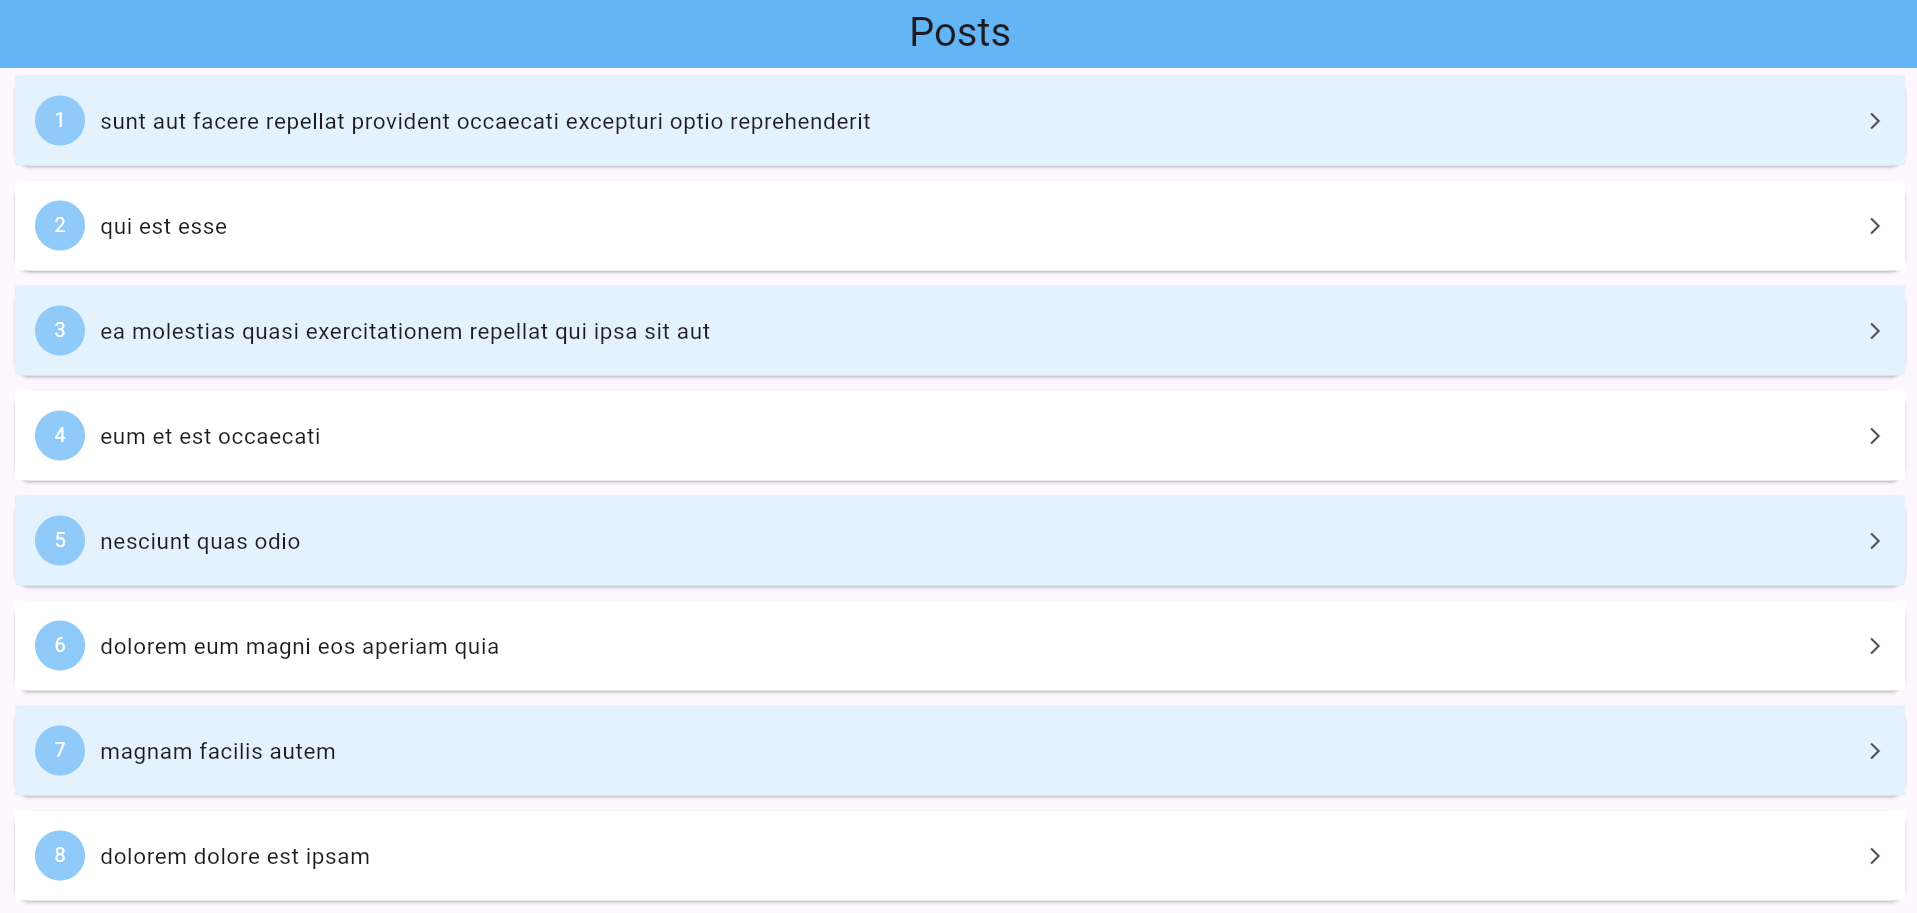 Posts
1 sunt aut facere repellat provident occaecati excepturi optio reprehenderit
2 qui est esse
3 ea molestias quasi exercitationem repellat qui ipsa sit aut
4 eum et est occaecati
5 nesciunt quas odio
6 dolorem eum magni eos aperiam quia
7 magnam facilis autem
8 dolorem dolore est ipsam